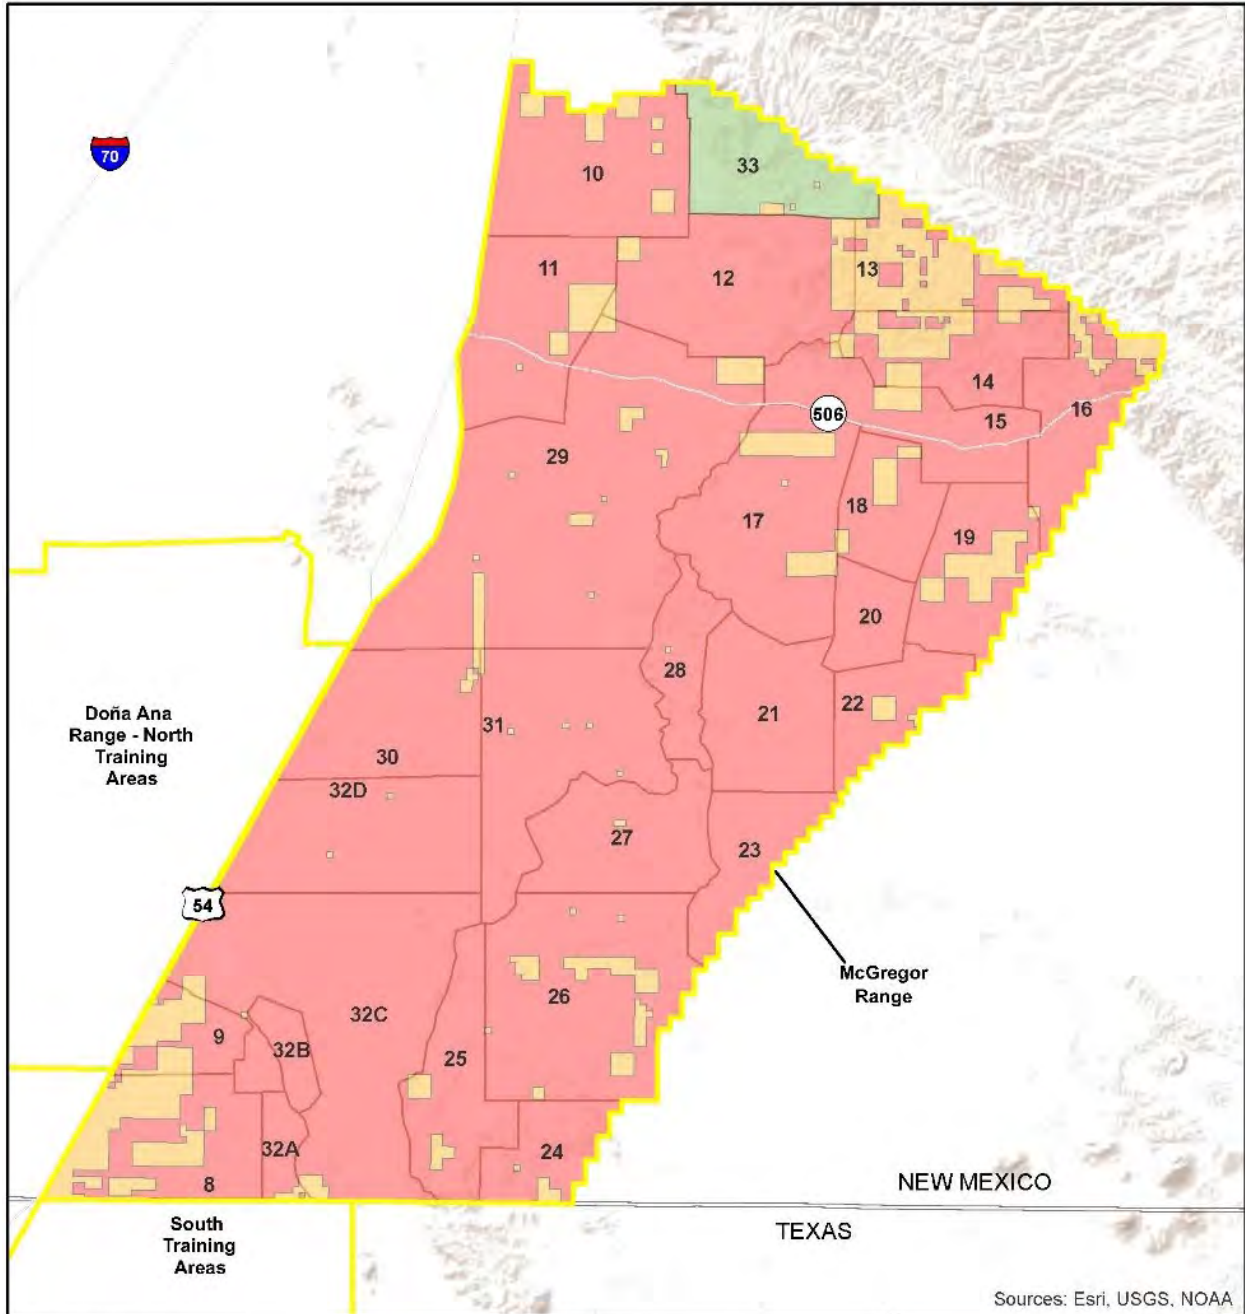 70
33
10
13
11
12
14
16
506
15
29
17
18
19
20
28
Doña Ana
Range - North
Training
Areas
21
22
31
30
32D
27
23
54
McGregor
Range
26
32C
9
32B
25
32A
24
8
NEW MEXICO
South
Training
Areas
TEXAS
Sources: Esri, USGS, NOAA